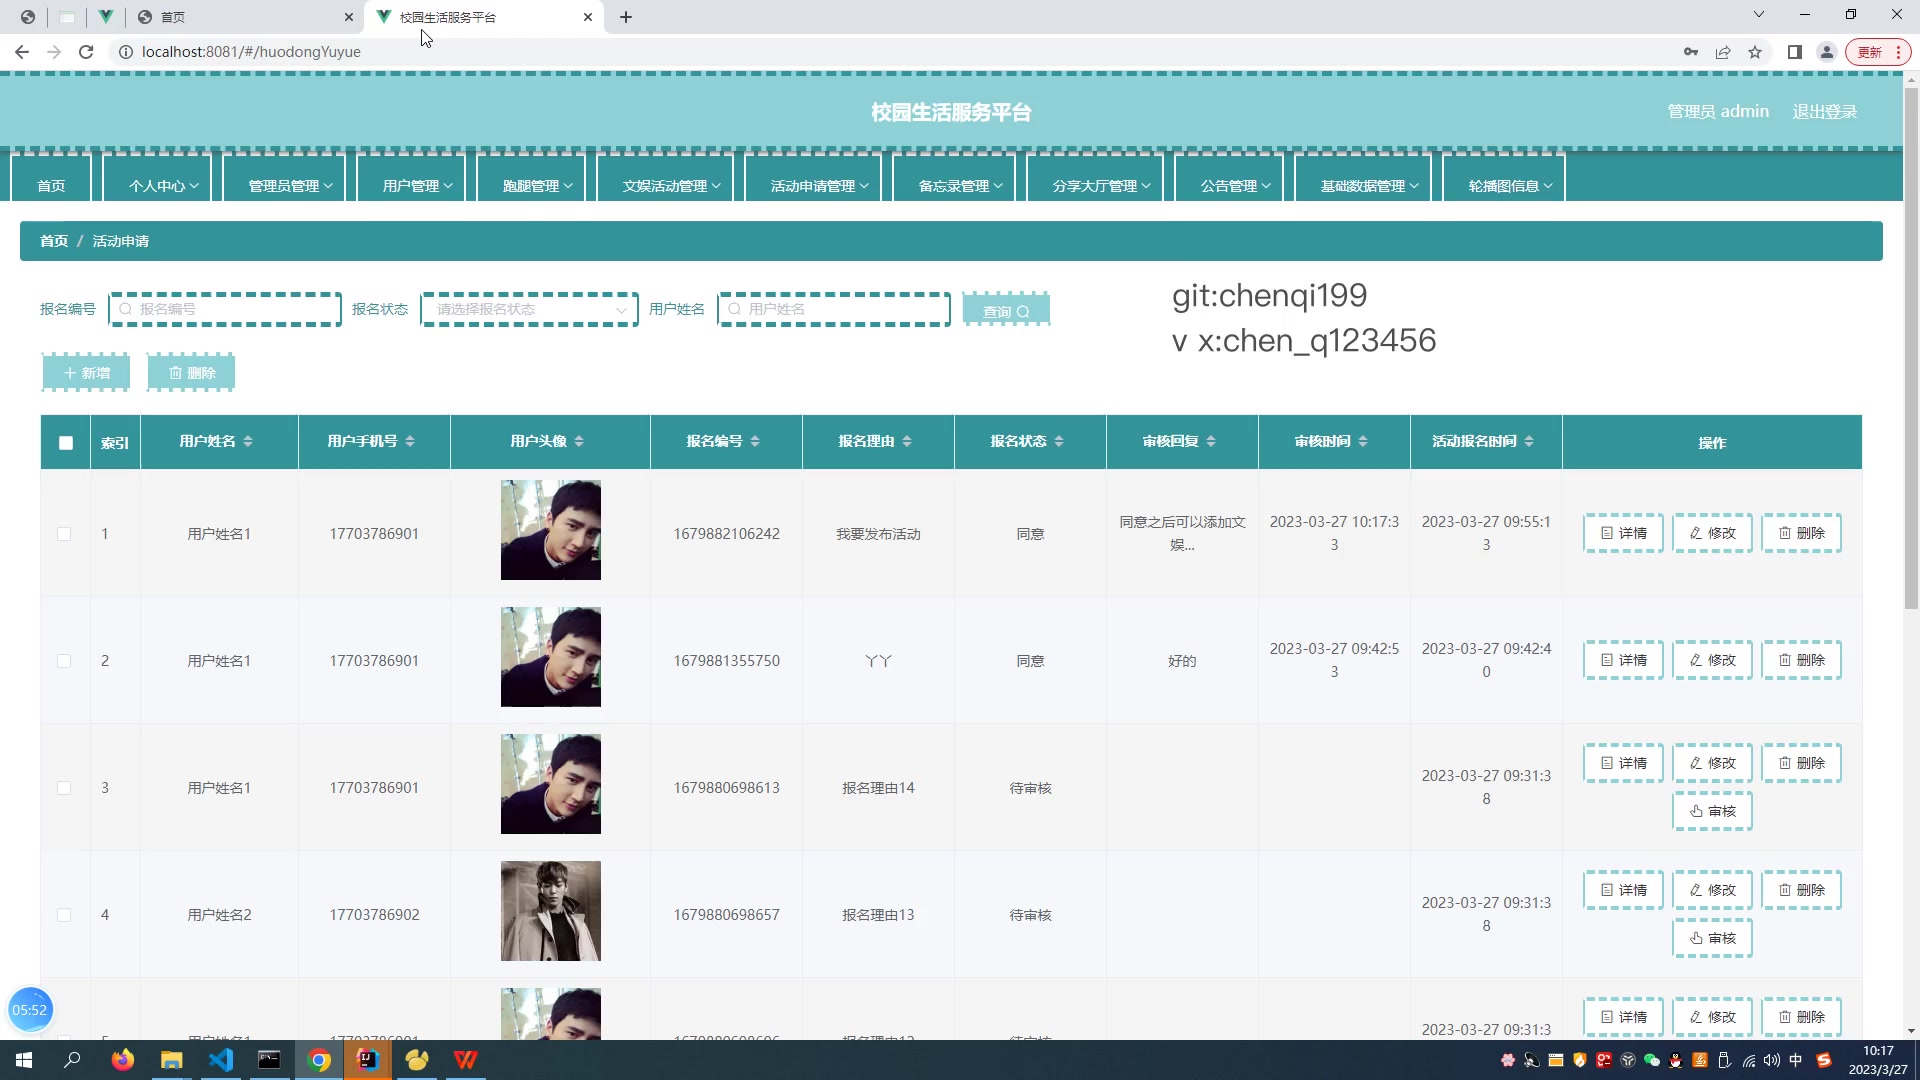 首页
校园生活服务平台
localhost:8081/#/huodongYuyue
更新
校园生活服务平台
管理员 admin
退出登录
首页
个人中心
管理员管理
用户管理
跑腿管理
文娱活动管理
活动申请管理
备忘录管理
分享大厅管理
公告管理
基础数据管理
轮播图信息
首页 / 活动申请
报名编号 报名编号 报名状态 请选择报名状态 用户姓名 用户姓名 查询
git:chenqi199
v x:chen_q123456
新增 删除
索引 用户姓名 用户手机号 用户头像 报名编号 报名理由 报名状态 审核回复 审核时间 活动报名时间 操作
1 用户姓名1 17703786901 1679882106242 我要发布活动 同意 同意之后可以添加文娱... 2023-03-27 10:17:33 2023-03-27 09:55:13 详情 修改 删除
2 用户姓名1 17703786901 1679881355750 丫丫 同意 好的 2023-03-27 09:42:53 2023-03-27 09:42:40 详情 修改 删除
3 用户姓名1 17703786901 1679880698613 报名理由14 待审核 2023-03-27 09:31:38 详情 修改 删除
审核
4 用户姓名2 17703786902 1679880698657 报名理由13 待审核 2023-03-27 09:31:38 详情 修改 删除
审核
2023-03-27 09:31:3 详情 修改 删除
05:52
中
10:17
2023/3/27